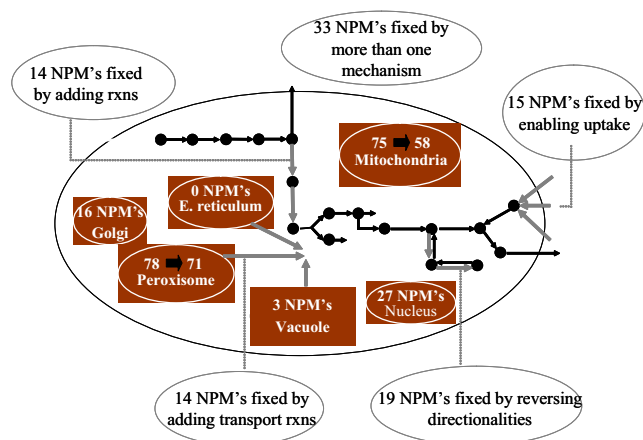 33 NPM's fixed by
more than one
mechanism
14 NPM's fixed
by adding rxns
15 NPM's fixed by
enabling uptake
75 58
Mitochondria
0 NPM's
E. reticulum
16 NPM's
Golgi
78 71
Peroxisome
3 NPM's
Vacuole
27 NPM's
Nucleus
14 NPM's fixed by
adding transport rxns
19 NPM's fixed by reversing
directionalities